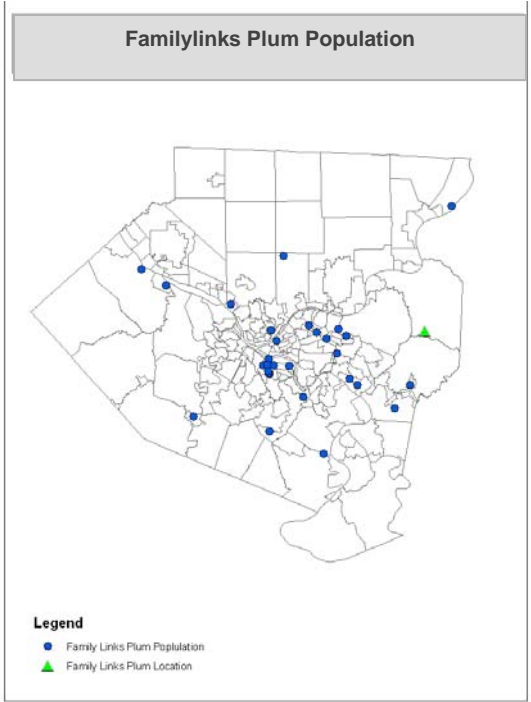 Familylinks Plum Population
Legend
Family Links Plum Poplulation
Family Links Plum Location